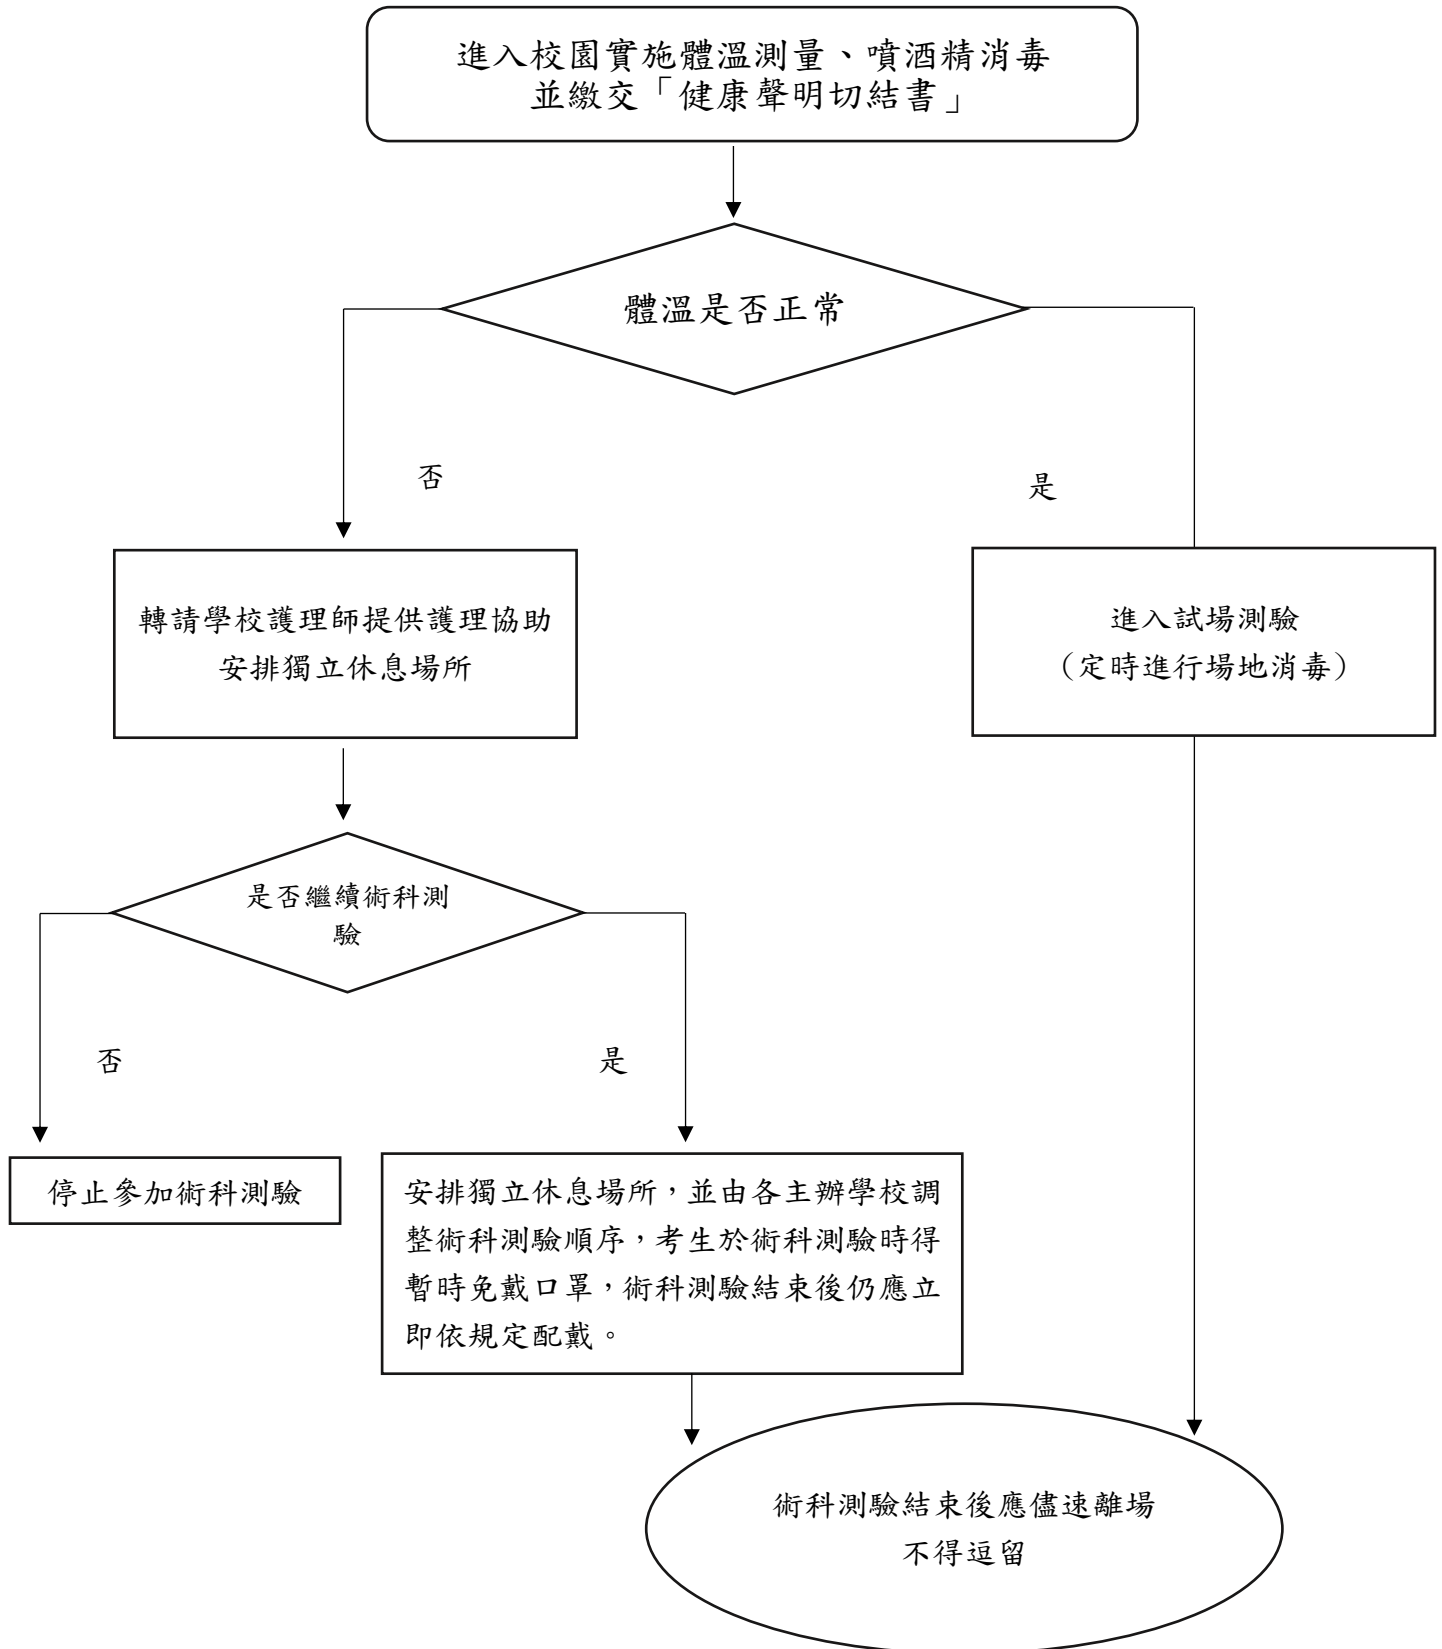 進入校園實施體溫測量、噴酒精消毒
並繳交「健康聲明切結書」
體溫是否正常
否
是
轉請學校護理師提供護理協助
安排獨立休息場所
進入試場測驗
（定時進行場地消毒）
是否繼續術科測
驗
否
是
停止參加術科測驗
安排獨立休息場所，並由各主辦學校調
整術科測驗順序，考生於術科測驗時得
暫時免戴口罩，術科測驗結束後仍應立
即依規定配戴。
術科測驗結束後應儘速離場
不得逗留